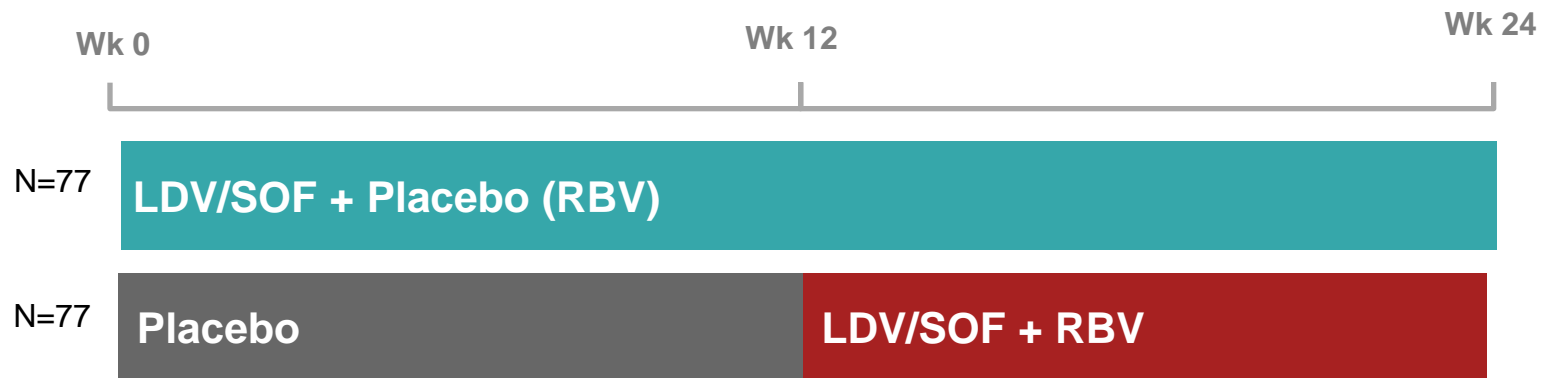 Wk 0
Wk 12
Wk 24
N=77
LDV/SOF + Placebo (RBV)
N=77
Placebo
LDV/SOF + RBV